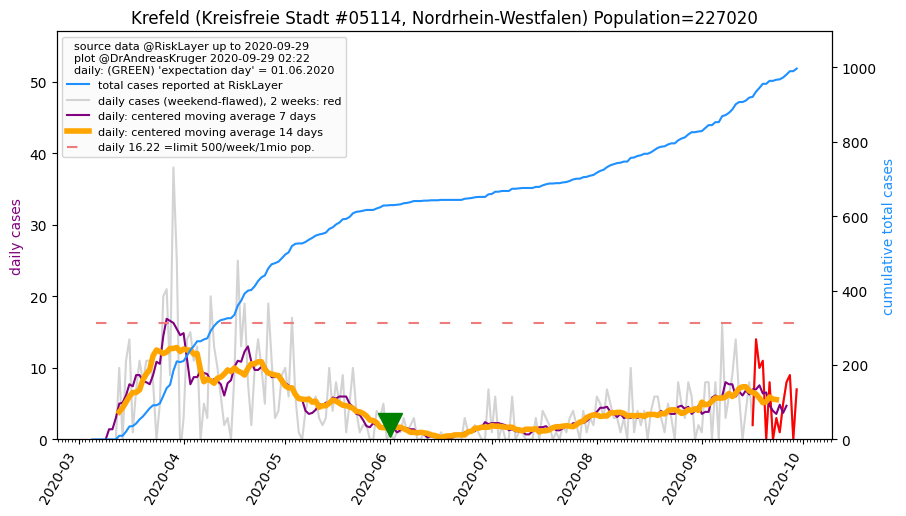 Krefeld (Kreisfreie Stadt #05114, Nordrhein-Westfalen) Population=227020
source data @RiskLayer up to 2020-09-29
plot @DrAndreasKruger 2020-09-29 02:22
daily: (GREEN) 'expectation day' = 01.06.2020
total cases reported at RiskLayer
daily cases (weekend-flawed), 2 weeks: red
daily: centered moving average 7 days
daily: centered moving average 14 days
daily 16.22 =limit 500/week/1mio pop.
daily cases
50
40
30
20
10
0
cumulative total cases
1000
800
600
400
200
0
2020-03
2020-04
2020-05
2020-06
2020-07
2020-08
2020-09
2020-10